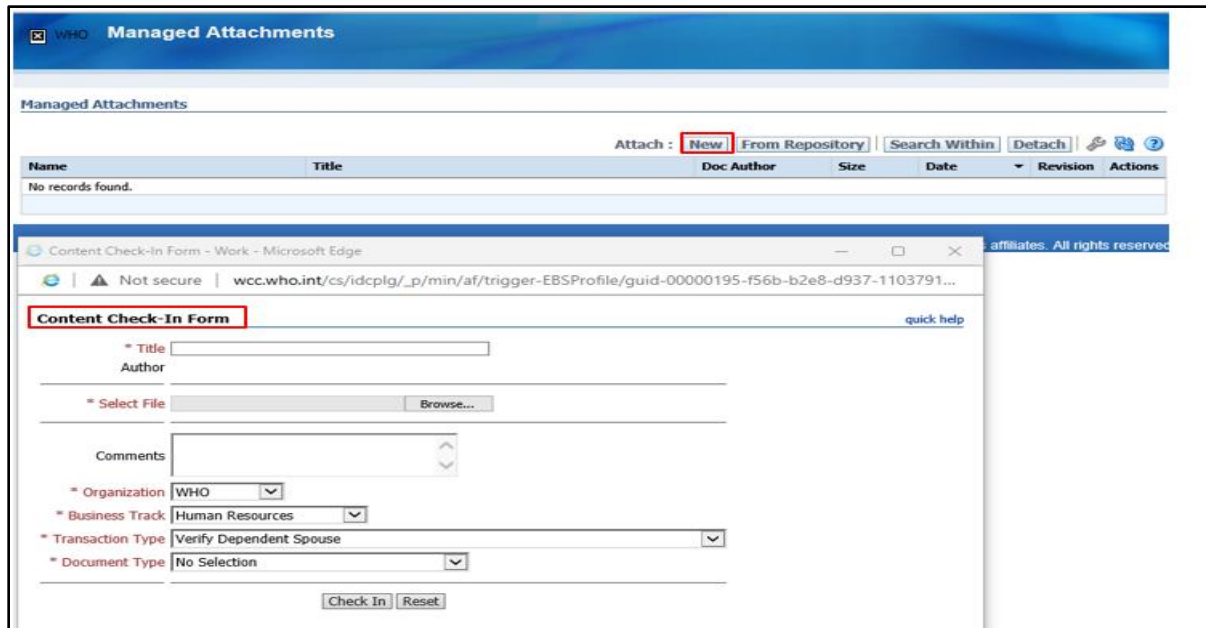 WHO Managed Attachments
Managed Attachments
Attach : New From Repository Search Within Detach
Name Title Doc Author Size Date Revision Actions
No records found.
affiliates. All rights reserved
Content Check-In Form - Work - Microsoft Edge
Not secure | wcc.who.int/cs/idcplg/_p/min/af/trigger-EBSProfile/guid-00000195-f56b-b2e8-d937-1103791...
Content Check-In Form quick help
* Title
Author
* Select File Browse...
Comments
* Organization WHO
* Business Track Human Resources
* Transaction Type Verify Dependent Spouse
* Document Type No Selection
Check In Reset